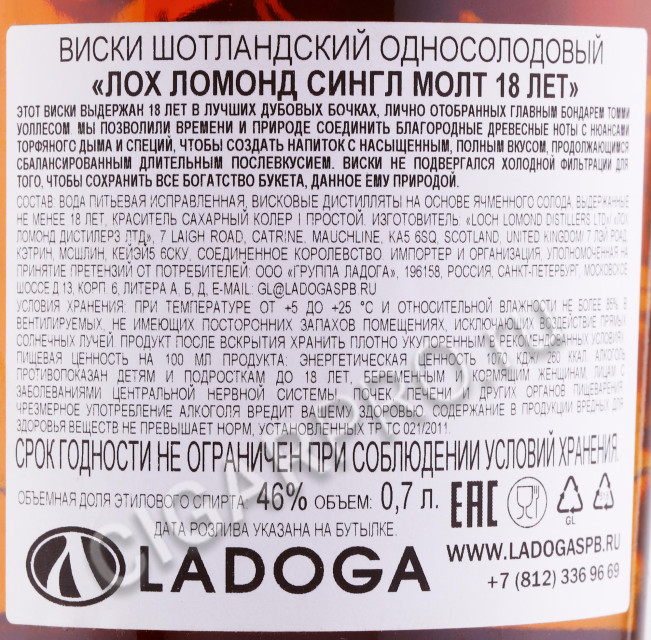 ВИСКИ ШОТЛАНДСКИЙ ОДНОСОЛОДОВЫЙ
«ЛОХ ЛОМОНД СИНГЛ МОЛТ 18 ЛЕТ»
ЭТОТ ВИСКИ ВЫДЕРЖАН 18 ЛЕТ В ЛУЧШИХ ДУБОВЫХ БОЧКАХ, ЛИЧНО ОТОБРАННЫХ ГЛАВНЫМ БОНДАРЕМ ТОММИ
УОЛЛЕСОМ. МЫ ПОЗВОЛИЛИ ВРЕМЕНИ И ПРИРОДЕ СОЕДИНИТЬ БЛАГОРОДНЫЕ ДРЕВЕСНЫЕ НОТЫ С НЮАНСАМИ
ТОРФЯНОГО ДЫМА И СПЕЦИЙ, ЧТОБЫ СОЗДАТЬ НАПИТОК С НАСЫЩЕННЫМ, ПОЛНЫМ ВКУСОМ, ПРОДОЛЖАЮЩИМСЯ
СБАЛАНСИРОВАННЫМ ДЛИТЕЛЬНЫМ ПОСЛЕВКУСИЕМ. ВИСКИ НЕ ПОДВЕРГАЛСЯ ХОЛОДНОЙ ФИЛЬТРАЦИИ ДЛЯ
ТОГО, ЧТОБЫ СОХРАНИТЬ ВСЕ БОГАТСТВО БУКЕТА, ДАННОЕ ЕМУ ПРИРОДОЙ.
СОСТАВ: ВОДА ПИТЬЕВАЯ ИСПРАВЛЕННАЯ, ВИСКОВЫЕ ДИСТИЛЛЯТЫ НА ОСНОВЕ ЯЧМЕННОГО СОЛОДА, ВЫДЕРЖАННЫЕ
НЕ МЕНЕЕ 18 ЛЕТ, КРАСИТЕЛЬ САХАРНЫЙ КОЛЕР I ПРОСТОЙ. ИЗГОТОВИТЕЛЬ: «LOCH LOMOND DISTILLERS LTD»/ «ЛОХ
ЛОМОНД ДИСТИЛЕРЗ ЛТД», 7 LAIGH ROAD, CATRINE, MAUCHLINE, KA5 6SQ, SCOTLAND, UNITED KINGDOM/ 7 ЛЭЙ РОАД,
КЭТРИН, МСШЛИН, КЕЙЭЙ5 6СКУ, СОЕДИНЕННОЕ КОРОЛЕВСТВО. ИМПОРТЕР И ОРГАНИЗАЦИЯ, УПОЛНОМОЧЕННАЯ НА
ПРИНЯТИЕ ПРЕТЕНЗИЙ ОТ ПОТРЕБИТЕЛЕЙ: ООО «ГРУППА ЛАДОГА», 196158, РОССИЯ, САНКТ-ПЕТЕРБУРГ, МОСКОВСКОЕ
ШОССЕ Д 13, КОРП. 6, ЛИТЕРА А, Б, Д, E-MAIL: GL@LADOGASPB.RU
УСЛОВИЯ ХРАНЕНИЯ: ПРИ ТЕМПЕРАТУРЕ ОТ +5 ДО +25 °C И ОТНОСИТЕЛЬНОЙ ВЛАЖНОСТИ НЕ БОЛЕЕ 85% В
ВЕНТИЛИРУЕМЫХ, НЕ ИМЕЮЩИХ ПОСТОРОННИХ ЗАПАХОВ ПОМЕЩЕНИЯХ, ИСКЛЮЧАЮЩИХ ВОЗДЕЙСТВИЕ ПРЯМЫХ
СОЛНЕЧНЫХ ЛУЧЕЙ. ПРОДУКТ ПОСЛЕ ВСКРЫТИЯ ХРАНИТЬ ПЛОТНО УКУПОРЕННЫМ В РЕКОМЕНДОВАННЫХ УСЛОВИЯХ.
ПИЩЕВАЯ ЦЕННОСТЬ НА 100 МЛ ПРОДУКТА: ЭНЕРГЕТИЧЕСКАЯ ЦЕННОСТЬ 1070 КДЖ/ 260 ККАЛ. АЛКОГОЛЬ
ПРОТИВОПОКАЗАН ДЕТЯМ И ПОДРОСТКАМ ДО 18 ЛЕТ, БЕРЕМЕННЫМ И КОРМЯЩИМ ЖЕНЩИНАМ, ЛИЦАМ С
ЗАБОЛЕВАНИЯМИ ЦЕНТРАЛЬНОЙ НЕРВНОЙ СИСТЕМЫ, ПОЧЕК, ПЕЧЕНИ И ДРУГИХ ОРГАНОВ ПИЩЕВАРЕНИЯ.
ЧРЕЗМЕРНОЕ УПОТРЕБЛЕНИЕ АЛКОГОЛЯ ВРЕДИТ ВАШЕМУ ЗДОРОВЬЮ. СОДЕРЖАНИЕ В ПРОДУКЦИИ ВРЕДНЫХ ДЛЯ
ЗДОРОВЬЯ ВЕЩЕСТВ НЕ ПРЕВЫШАЕТ НОРМ, УСТАНОВЛЕННЫХ ТР ТС 021/2011.
СРОК ГОДНОСТИ НЕ ОГРАНИЧЕН ПРИ СОБЛЮДЕНИИ УСЛОВИЙ ХРАНЕНИЯ.
ОБЪЕМНАЯ ДОЛЯ ЭТИЛОВОГО СПИРТА: 46% ОБЪЕМ: 0,7 л. EAC
GL
ДАТА РОЗЛИВА УКАЗАНА НА БУТЫЛКЕ.
LADOGA
WWW.LADOGASPB.RU
+7 (812) 336 96 69
CIGARPRO.ru